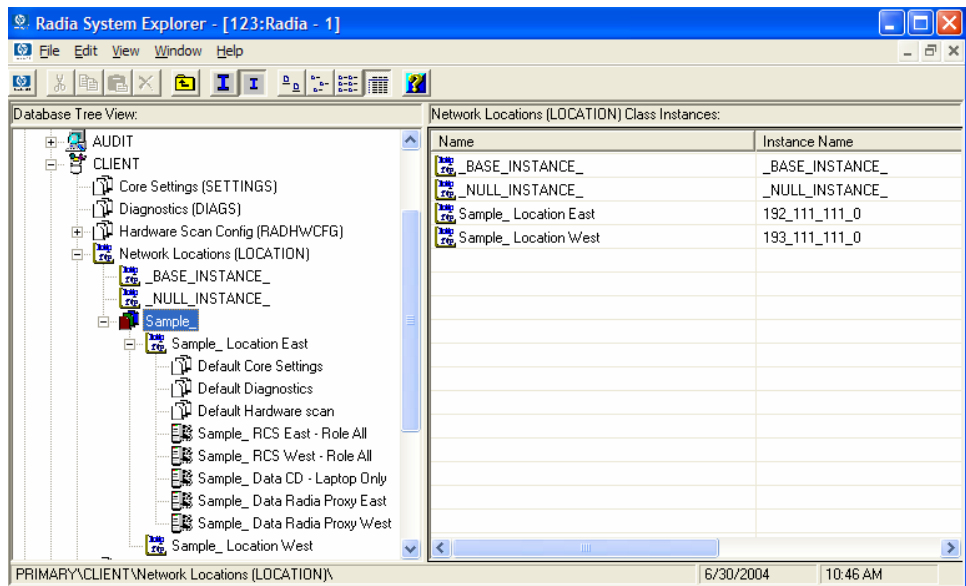 Radia System Explorer - [123:Radia - 1]
File Edit View Window Help
Database Tree View:
AUDIT
CLIENT
Core Settings (SETTINGS)
Diagnostics (DIAGS)
Hardware Scan Config (RADHWCFG)
Network Locations (LOCATION)
_BASE_INSTANCE_
_NULL_INSTANCE_
Sample_
Sample_ Location East
Default Core Settings
Default Diagnostics
Default Hardware scan
Sample_ RCS East - Role All
Sample_ RCS West - Role All
Sample_ Data CD - Laptop Only
Sample_ Data Radia Proxy East
Sample_ Data Radia Proxy West
Sample_ Location West
Network Locations (LOCATION) Class Instances:
Name Instance Name
_BASE_INSTANCE_ _BASE_INSTANCE_
_NULL_INSTANCE_ _NULL_INSTANCE_
Sample_ Location East 192_111_111_0
Sample_ Location West 193_111_111_0
PRIMARY\CLIENT\Network Locations (LOCATION)\ 6/30/2004 10:46 AM